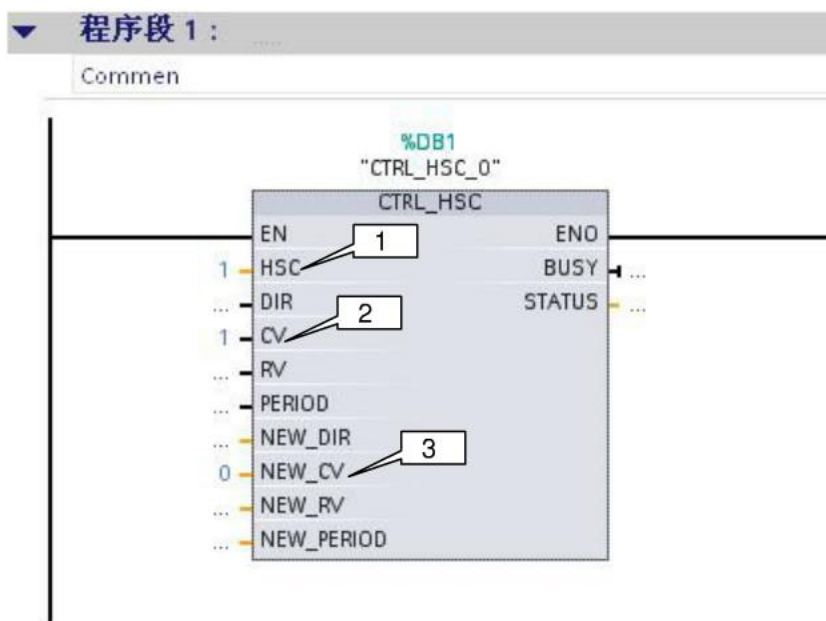 程序段 1：
Commen
%DB1
"CTRL_HSC_0"
CTRL_HSC
EN ENO
1
1 HSC BUSY ...
... DIR STATUS ...
2
1 CV
... RV
... PERIOD
... NEW_DIR
3
0 NEW_CV
... NEW_RV
... NEW_PERIOD